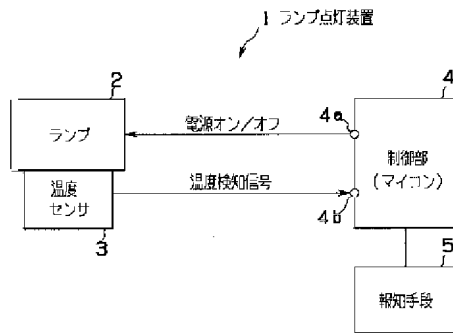 1 ランプ点灯装置
2
ランプ
電源オン/オフ
4a
4
制御部
(マイコン)
温度
センサ
温度検知信号
4b
3
5
報知手段